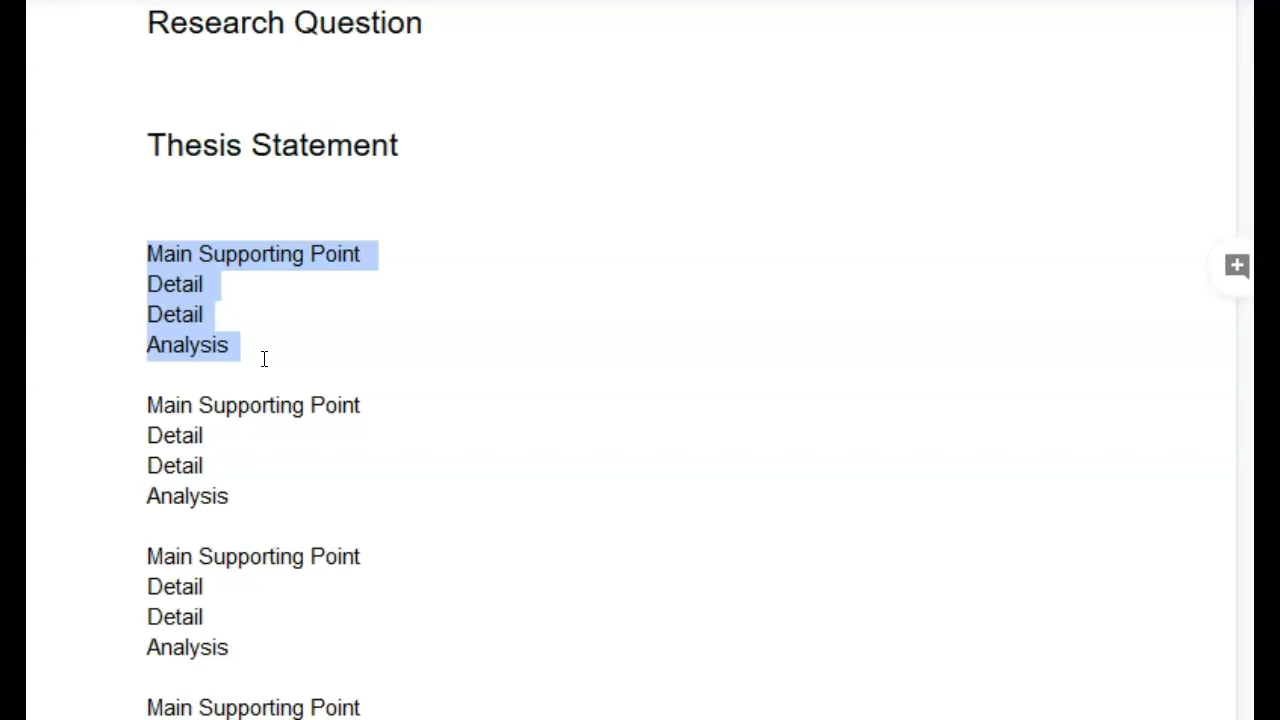 Research Question
Thesis Statement
Main Supporting Point
Detail
Detail
Analysis
Main Supporting Point
Detail
Detail
Analysis
Main Supporting Point
Detail
Detail
Analysis
Main Supporting Point